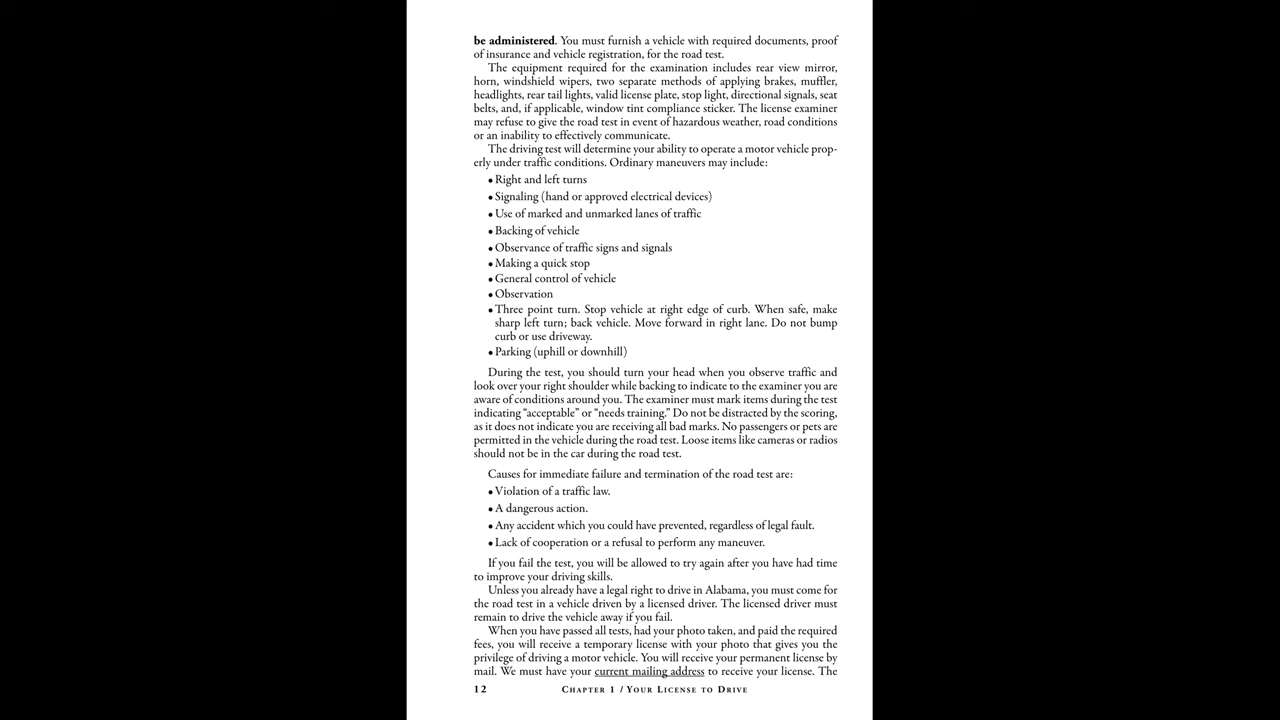 be administered. You must furnish a vehicle with required documents, proof
of insurance and vehicle registration, for the road test.
The equipment required for the examination includes rear view mirror,
horn, windshield wipers, two separate methods of applying brakes, muffler,
headlights, rear tail lights, valid license plate, stop light, directional signals, seat
belts, and, if applicable, window tint compliance sticker. The license examiner
may refuse to give the road test in event of hazardous weather, road conditions
or an inability to effectively communicate.
The driving test will determine your ability to operate a motor vehicle prop-
erly under traffic conditions. Ordinary maneuvers may include:
• Right and left turns
• Signaling (hand or approved electrical devices)
• Use of marked and unmarked lanes of traffic
• Backing of vehicle
• Observance of traffic signs and signals
• Making a quick stop
• General control of vehicle
• Observation
• Three point turn. Stop vehicle at right edge of curb. When safe, make
sharp left turn; back vehicle. Move forward in right lane. Do not bump
curb or use driveway.
• Parking (uphill or downhill)
During the test, you should turn your head when you observe traffic and
look over your right shoulder while backing to indicate to the examiner you are
aware of conditions around you. The examiner must mark items during the test
indicating “acceptable” or “needs training.” Do not be distracted by the scoring,
as it does not indicate you are receiving all bad marks. No passengers or pets are
permitted in the vehicle during the road test. Loose items like cameras or radios
should not be in the car during the road test.
Causes for immediate failure and termination of the road test are:
• Violation of a traffic law.
• A dangerous action.
• Any accident which you could have prevented, regardless of legal fault.
• Lack of cooperation or a refusal to perform any maneuver.
If you fail the test, you will be allowed to try again after you have had time
to improve your driving skills.
Unless you already have a legal right to drive in Alabama, you must come for
the road test in a vehicle driven by a licensed driver. The licensed driver must
remain to drive the vehicle away if you fail.
When you have passed all tests, had your photo taken, and paid the required
fees, you will receive a temporary license with your photo that gives you the
privilege of driving a motor vehicle. You will receive your permanent license by
mail. We must have your current mailing address to receive your license. The
12 Chapter 1 / Your License to Drive